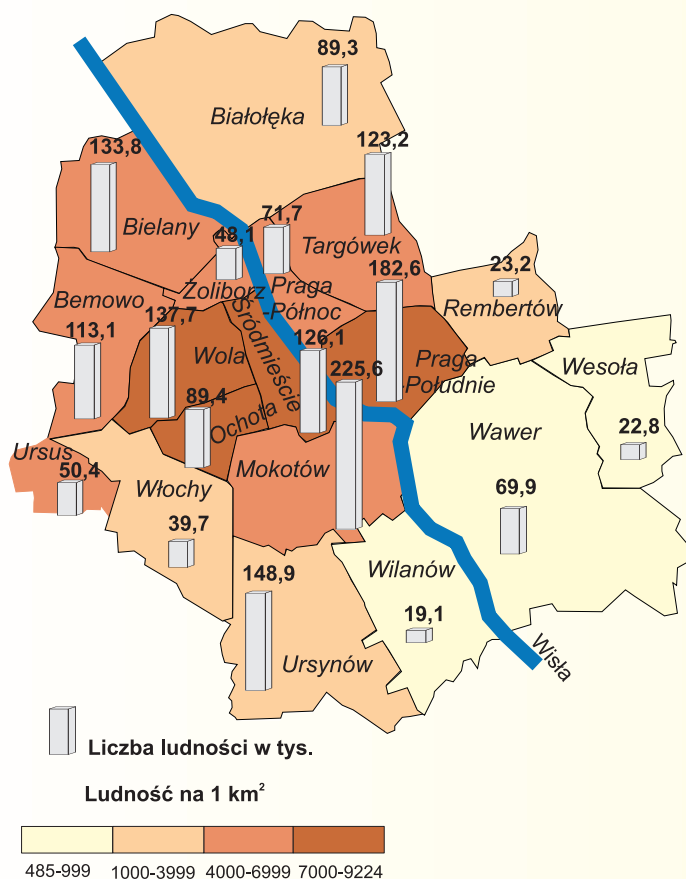 89,3
Białołęka
123,2
133,8
Bielany
71,7
48,1
Targówek
Żoliborz
Praga
-Północ
182,6
23,2
Rembertów
Bemowo
113,1
137,7
Wola
Śródmieście
126,1
Praga
-Południe
225,6
Wesoła
22,8
89,4
Ochota
Wawer
69,9
Ursus
50,4
Włochy
39,7
Mokotów
148,9
Ursynów
Wilanów
19,1
Wisła
Liczba ludności w tys.
Ludność na 1 km²
485-999 1000-3999 4000-6999 7000-9224